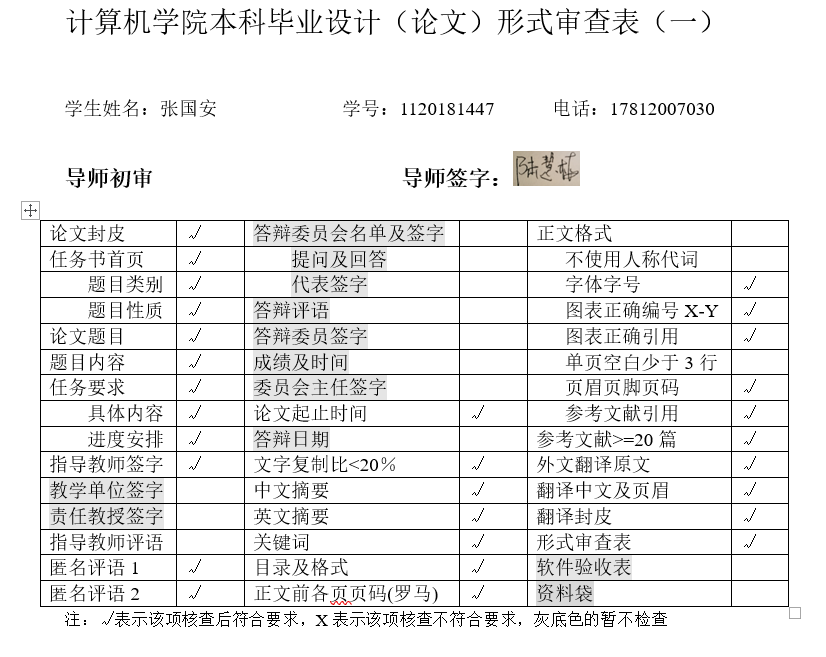 计算机学院本科毕业设计（论文）形式审查表（一）
学生姓名：张国安 学号：1120181447 电话：17812007030
导师初审 导师签字：陆慧梅
论文封皮 √ 答辩委员会名单及签字 正文格式
任务书首页 √ 提问及回答 不使用人称代词
题目类别 √ 代表签字 字体字号 √
题目性质 √ 答辩评语 图表正确编号 X-Y √
论文题目 √ 答辩委员签字 图表正确引用 √
题目内容 √ 成绩及时间 单页空白少于 3 行
任务要求 √ 委员会主任签字 页眉页脚页码 √
具体内容 √ 论文起止时间 √ 参考文献引用 √
进度安排 √ 答辩日期 参考文献>=20 篇 √
指导教师签字 √ 文字复制比<20% √ 外文翻译原文 √
教学单位签字 中文摘要 √ 翻译中文及页眉 √
责任教授签字 英文摘要 √ 翻译封皮 √
指导教师评语 关键词 √ 形式审查表 √
匿名评语 1 √ 目录及格式 √ 软件验收表
匿名评语 2 √ 正文前各页页码(罗马) √ 资料袋
注：√表示该项核查后符合要求，X 表示该项核查不符合要求，灰底色的暂不检查